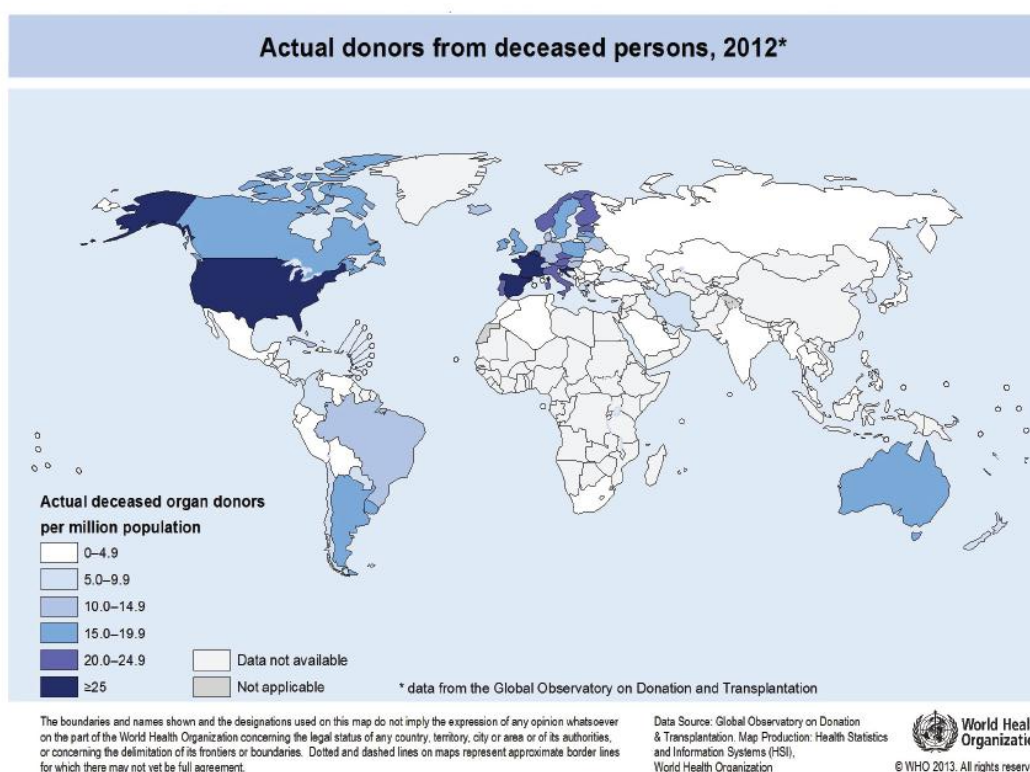 Actual donors from deceased persons, 2012*
Actual deceased organ donors
per million population
0–4.9
5.0–9.9
10.0–14.9
15.0–19.9
20.0–24.9
≥25
Data not available
Not applicable
* data from the Global Observatory on Donation and Transplantation
The boundaries and names shown and the designations used on this map do not imply the expression of any opinion whatsoever
on the part of the World Health Organization concerning the legal status of any country, territory, city or area or of its authorities,
or concerning the delimitation of its frontiers or boundaries. Dotted and dashed lines on maps represent approximate border lines
for which there may not yet be full agreement.
Data Source: Global Observatory on Donation
& Transplantation. Map Production: Health Statistics
and Information Systems (HSI),
World Health Organization
World Heal
Organizatio
© WHO 2013. All rights reserv